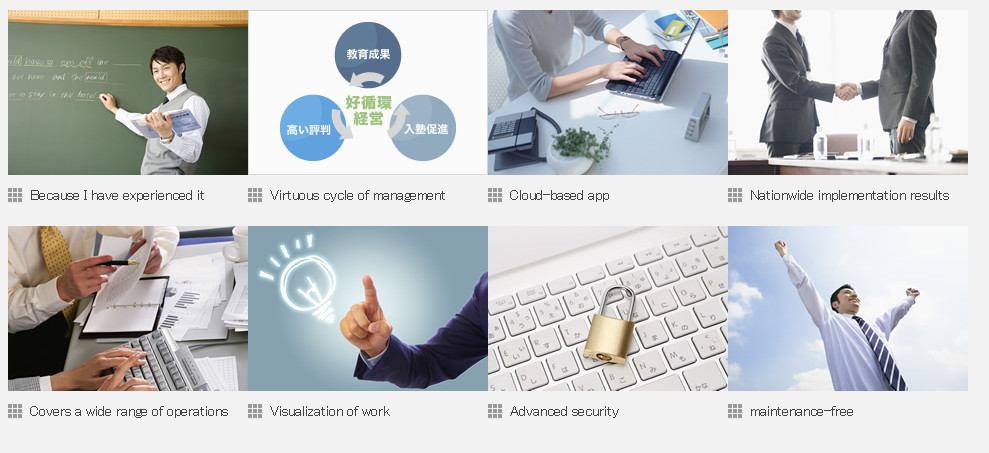 教育成果
高い評判
好循環
経営
入塾促進
Because I have experienced it
Virtuous cycle of management
Cloud-based app
Nationwide implementation results
Covers a wide range of operations
Visualization of work
Advanced security
maintenance-free